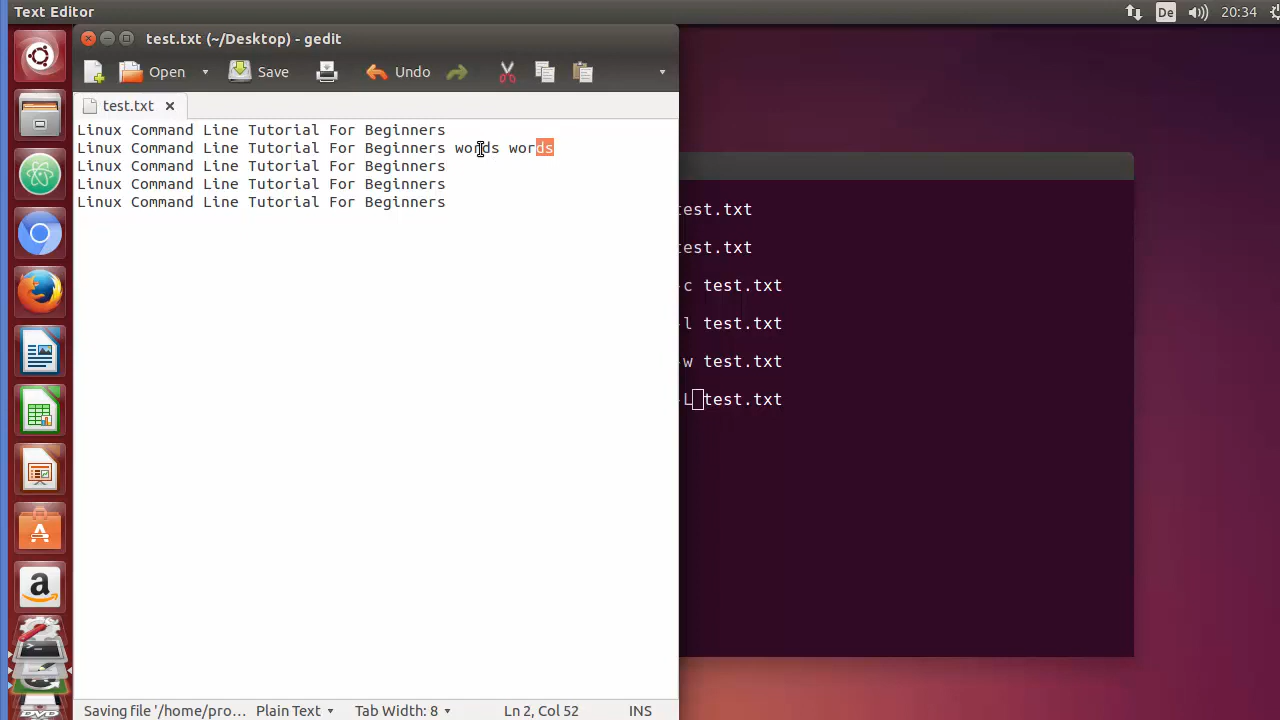 Text Editor
De
20:34
test.txt (~/Desktop) - gedit
Open
Save
Undo
test.txt
Linux Command Line Tutorial For Beginners
Linux Command Line Tutorial For Beginners words words
Linux Command Line Tutorial For Beginners
Linux Command Line Tutorial For Beginners
Linux Command Line Tutorial For Beginners
test.txt
test.txt
-c test.txt
-l test.txt
-w test.txt
-L test.txt
Saving file '/home/pro...
Plain Text
Tab Width: 8
Ln 2, Col 52
INS